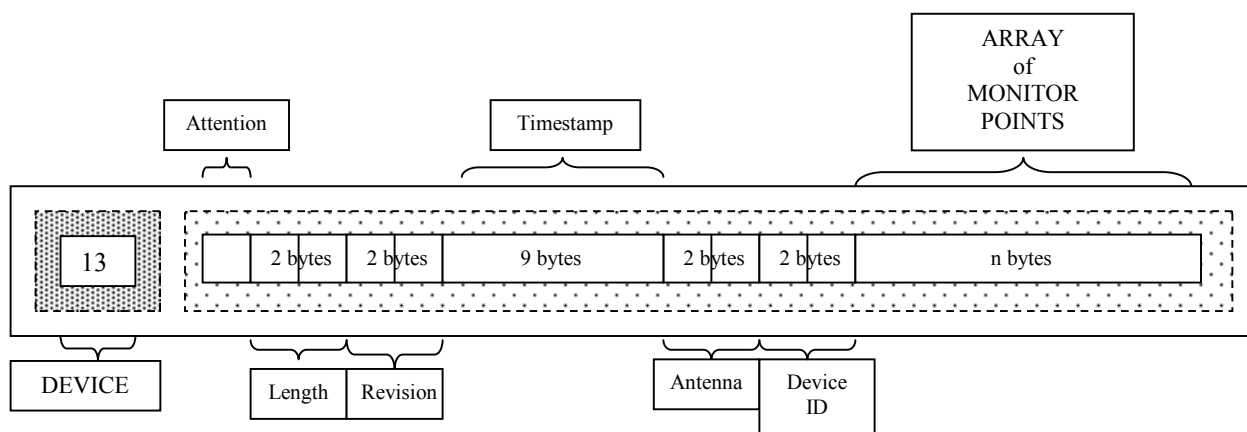 ARRAY
of
MONITOR
POINTS
Attention
Timestamp
13
2 bytes
2 bytes
9 bytes
2 bytes
2 bytes
n bytes
DEVICE
Length
Revision
Antenna
Device
ID